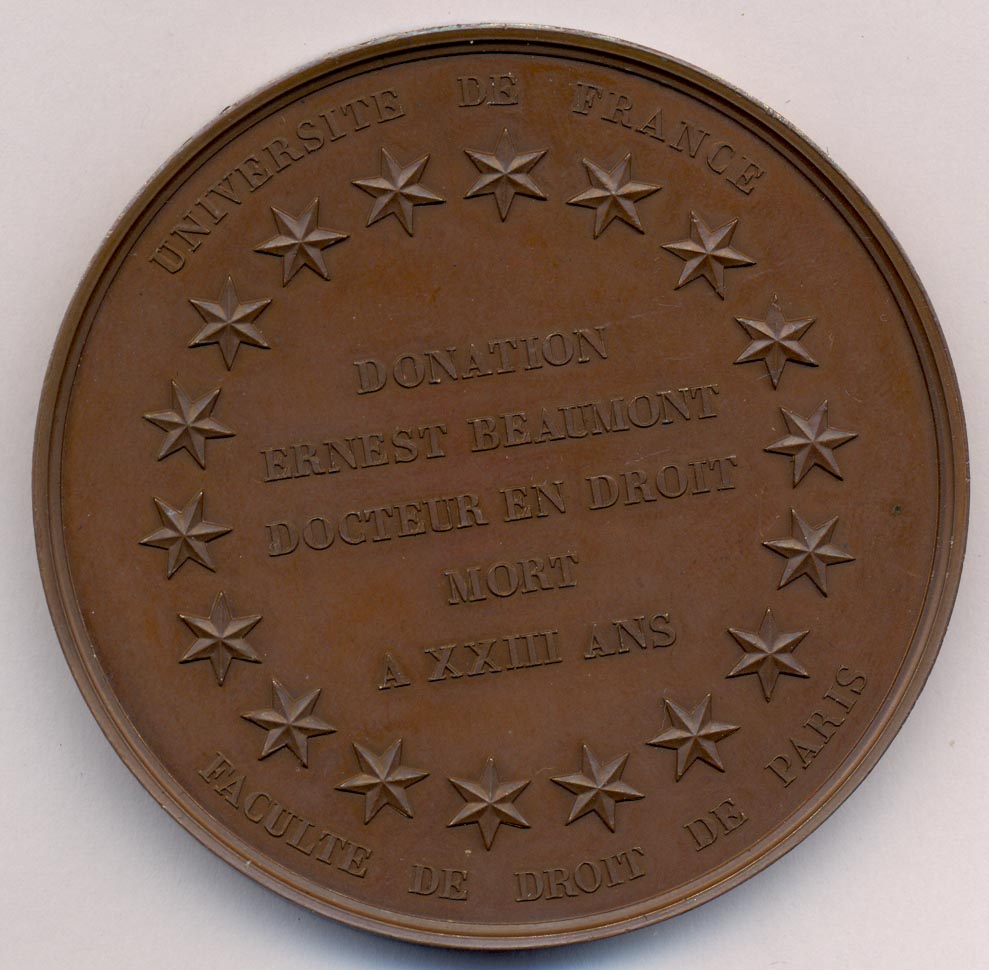 UNIVERSITE DE FRANCE
DONATION
ERNEST BEAUMONT
DOCTEUR EN DROIT
MORT
A XXIII ANS
FACULTE DE DROIT DE PARIS